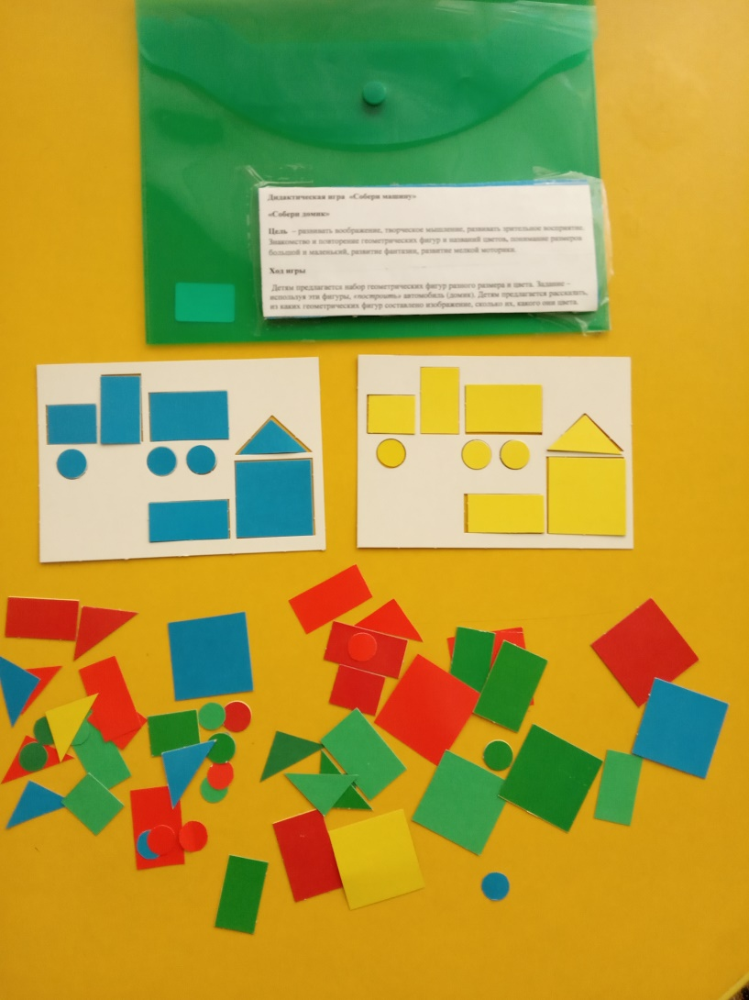 Дидактическая игра «Собери машину»
«Собери домик»
Цель – развивать воображение, творческое мышление, развивать зрительное восприятие.
Знакомство и повторение геометрических фигур и названий цветов, понимание размеров
большой и маленький, развитие фантазии, развитие мелкой моторики.
Ход игры
Детям предлагается набор геометрических фигур разного размера и цвета. Задание –
используя эти фигуры, «построить» автомобиль (домик). Детям предлагается рассказать,
из каких геометрических фигур составлено изображение, сколько их, какого они цвета.